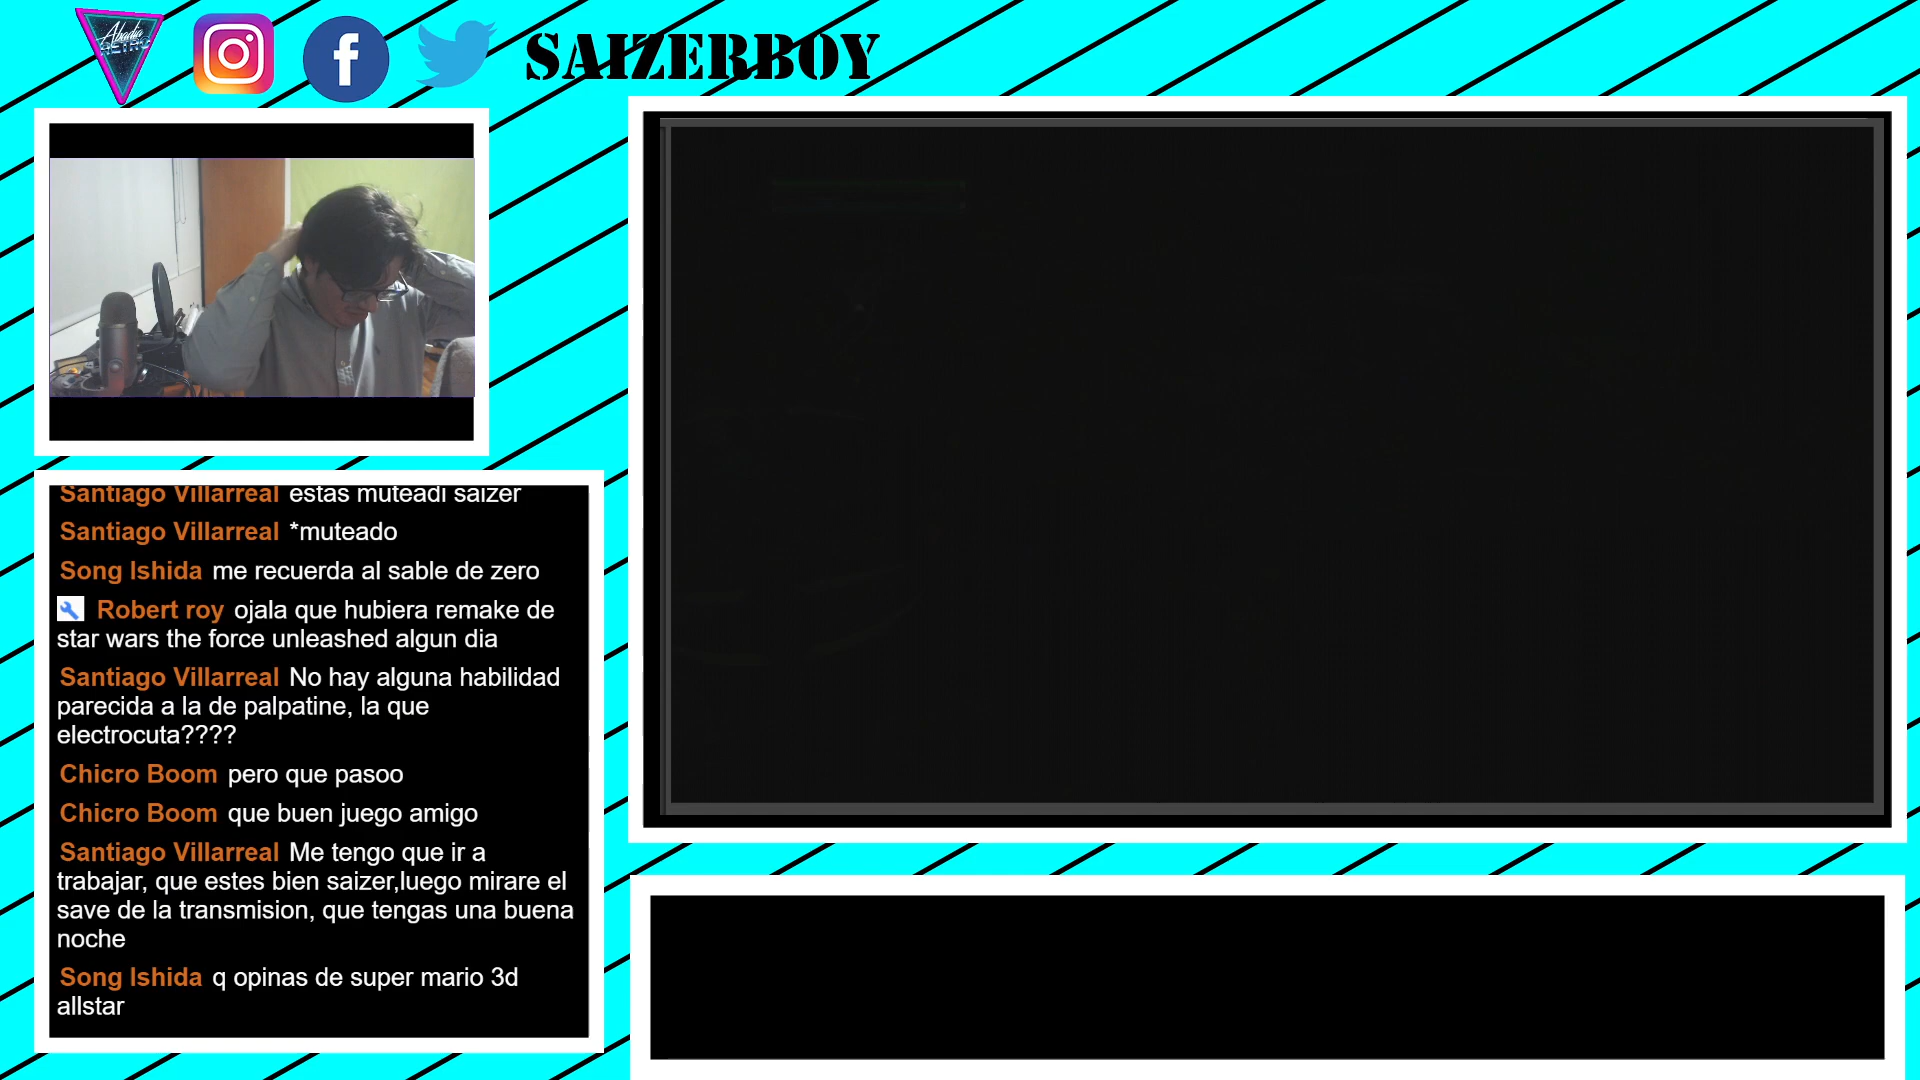 Abadia
RETRO
SAIZERBOY
Santiago Villarreal estas muteadi saizer
Santiago Villarreal *muteado
Song Ishida me recuerda al sable de zero
Robert roy ojala que hubiera remake de
star wars the force unleashed algun dia
Santiago Villarreal No hay alguna habilidad
parecida a la de palpatine, la que
electrocuta????
Chicro Boom pero que pasoo
Chicro Boom que buen juego amigo
Santiago Villarreal Me tengo que ir a
trabajar, que estes bien saizer,luego mirare el
save de la transmision, que tengas una buena
noche
Song Ishida q opinas de super mario 3d
allstar